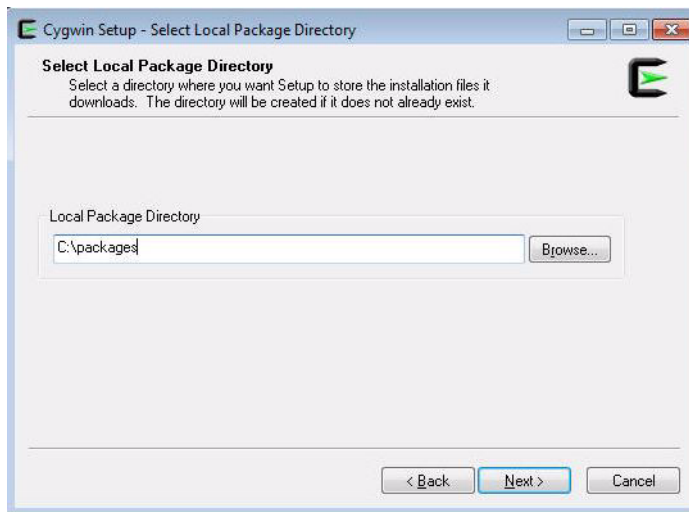 Cygwin Setup - Select Local Package Directory
Select Local Package Directory
Select a directory where you want Setup to store the installation files it
downloads. The directory will be created if it does not already exist.
Local Package Directory
C:\packages
Browse...
< Back
Next >
Cancel